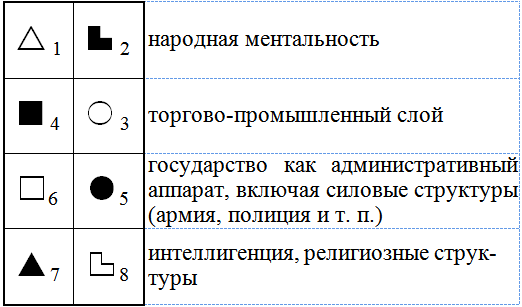 1 2 народная ментальность
4 3 торгово-промышленный слой
государство как административный
6 5 аппарат, включая силовые структуры
(армия, полиция и т. п.)
7 8 интеллигенция, религиозные струк-
туры